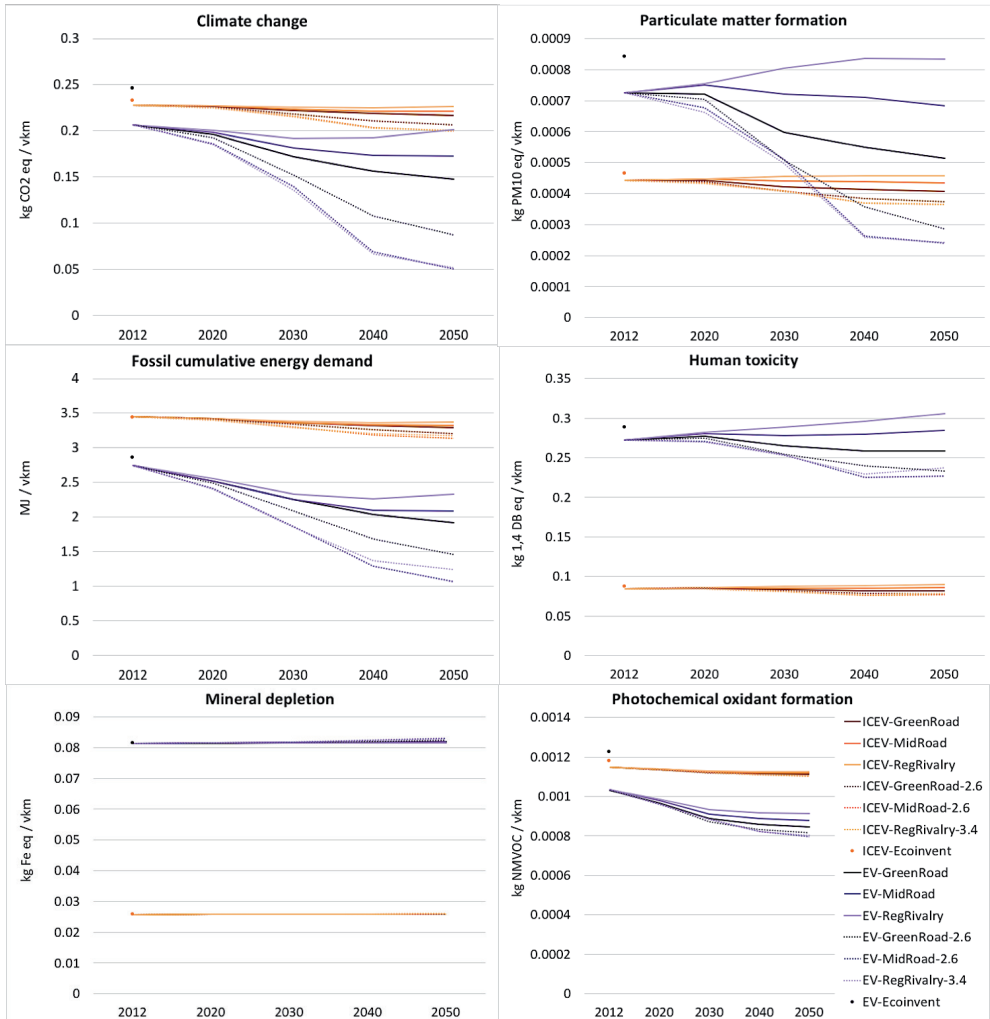 Climate change
0.3
0.25
0.2
0.15
0.1
0.05
0
kg CO2 eq / vkm
2012 2020 2030 2040 2050
Particulate matter formation
0.0009
0.0008
0.0007
0.0006
0.0005
0.0004
0.0003
0.0002
0.0001
0
kg PM10 eq/ vkm
2012 2020 2030 2040 2050
Fossil cumulative energy demand
4
3.5
3
2.5
2
1.5
1
0.5
0
MJ / vkm
2012 2020 2030 2040 2050
Human toxicity
0.35
0.3
0.25
0.2
0.15
0.1
0.05
0
kg 1,4 DB eq / vkm
2012 2020 2030 2040 2050
Mineral depletion
0.09
0.08
0.07
0.06
0.05
0.04
0.03
0.02
0.01
0
kg Fe eq / vkm
2012 2020 2030 2040 2050
Photochemical oxidant formation
0.0014
0.0012
0.001
0.0008
0.0006
0.0004
0.0002
0
kg NMVOC / vkm
2012 2020 2030 2040 2050
ICEV-GreenRoad
ICEV-MidRoad
ICEV-RegRivalry
ICEV-GreenRoad-2.6
ICEV-MidRoad-2.6
ICEV-RegRivalry-3.4
ICEV-Ecoinvent
EV-GreenRoad
EV-MidRoad
EV-RegRivalry
EV-GreenRoad-2.6
EV-MidRoad-2.6
EV-RegRivalry-3.4
EV-Ecoinvent